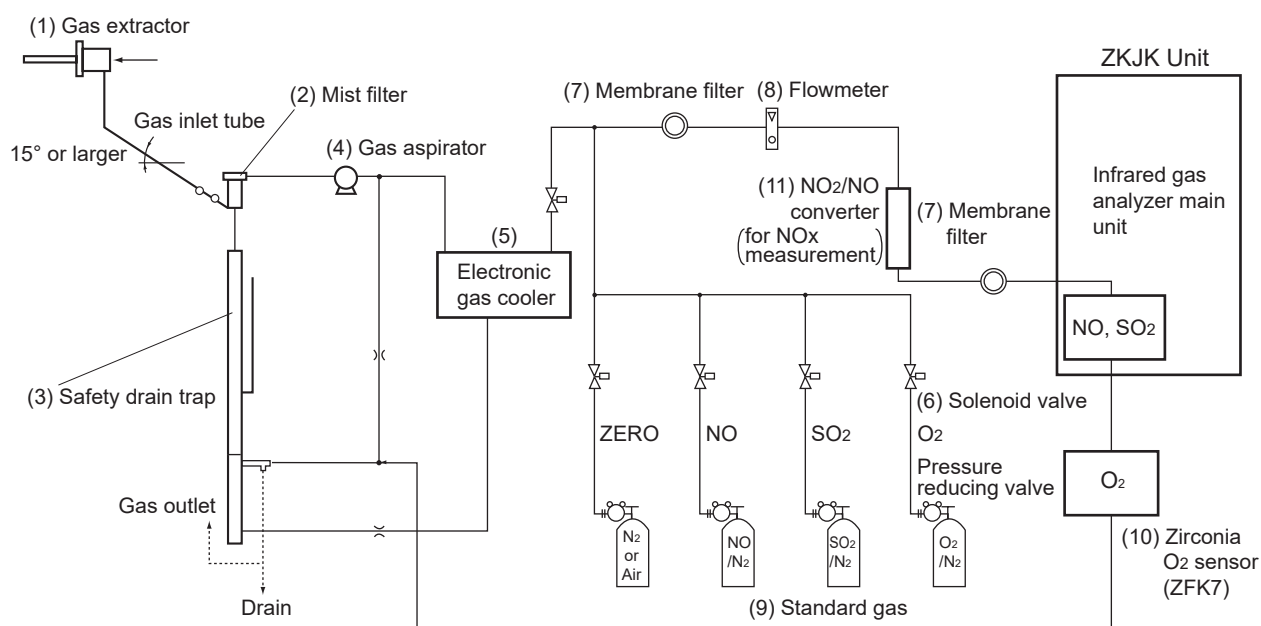 (1) Gas extractor
ZKJK Unit
(2) Mist filter
(7) Membrane filter
(8) Flowmeter
Gas inlet tube
15° or larger
(4) Gas aspirator
(11) NO2/NO
converter
(for NOx
measurement)
(7) Membrane
filter
Infrared gas
analyzer main
unit
(5)
Electronic
gas cooler
NO, SO2
(3) Safety drain trap
(6) Solenoid valve
ZERO
NO
SO2
O2
Pressure
reducing valve
O2
Gas outlet
N2
or
Air
NO
/N2
SO2
/N2
O2
/N2
(10) Zirconia
O2 sensor
(ZFK7)
Drain
(9) Standard gas